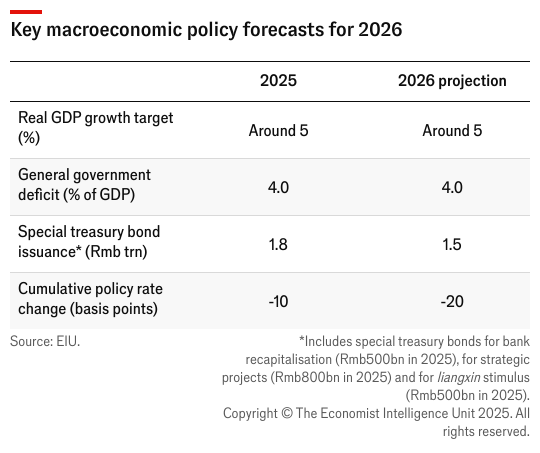 Key macroeconomic policy forecasts for 2026
2025 2026 projection
Real GDP growth target
(%)
Around 5 Around 5
General government
deficit (% of GDP)
4.0 4.0
Special treasury bond
issuance* (Rmb trn)
1.8 1.5
Cumulative policy rate
change (basis points)
-10 -20
Source: EIU.
*Includes special treasury bonds for bank
recapitalisation (Rmb500bn in 2025), for strategic
projects (Rmb800bn in 2025) and for liangxin stimulus
(Rmb500bn in 2025).
Copyright © The Economist Intelligence Unit 2025. All
rights reserved.